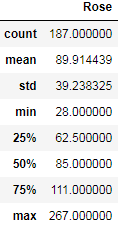 Rose
count 187.000000
mean 89.914439
std 39.238325
min 28.000000
25% 62.500000
50% 85.000000
75% 111.000000
max 267.000000